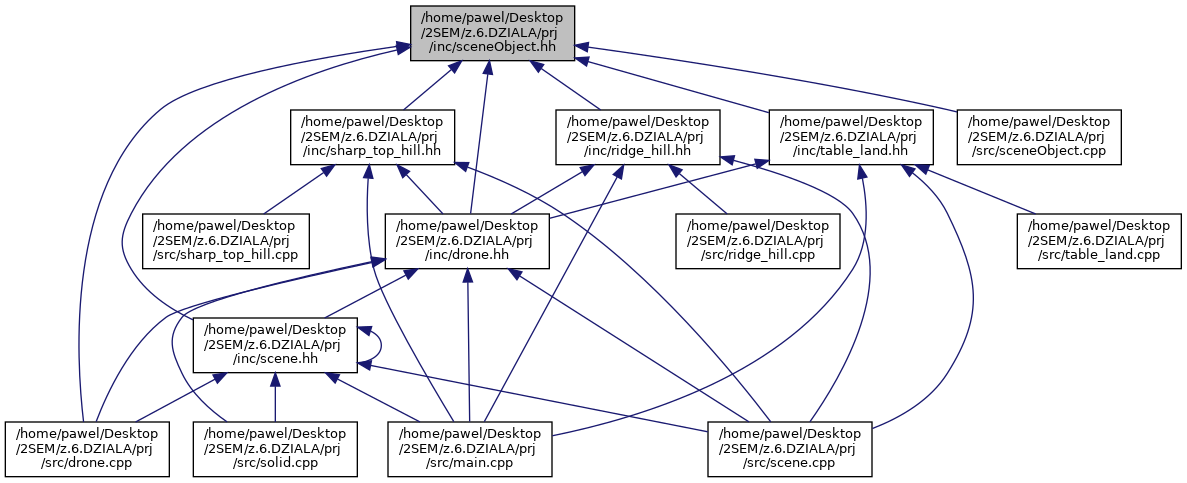 /home/pawel/Desktop
/2SEM/z.6.DZIALA/prj
/inc/sceneObject.hh
/home/pawel/Desktop
/2SEM/z.6.DZIALA/prj
/inc/sharp_top_hill.hh
/home/pawel/Desktop
/2SEM/z.6.DZIALA/prj
/inc/ridge_hill.hh
/home/pawel/Desktop
/2SEM/z.6.DZIALA/prj
/inc/table_land.hh
/home/pawel/Desktop
/2SEM/z.6.DZIALA/prj
/src/sceneObject.cpp
/home/pawel/Desktop
/2SEM/z.6.DZIALA/prj
/src/sharp_top_hill.cpp
/home/pawel/Desktop
/2SEM/z.6.DZIALA/prj
/inc/drone.hh
/home/pawel/Desktop
/2SEM/z.6.DZIALA/prj
/src/ridge_hill.cpp
/home/pawel/Desktop
/2SEM/z.6.DZIALA/prj
/src/table_land.cpp
/home/pawel/Desktop
/2SEM/z.6.DZIALA/prj
/inc/scene.hh
/home/pawel/Desktop
/2SEM/z.6.DZIALA/prj
/src/drone.cpp
/home/pawel/Desktop
/2SEM/z.6.DZIALA/prj
/src/solid.cpp
/home/pawel/Desktop
/2SEM/z.6.DZIALA/prj
/src/main.cpp
/home/pawel/Desktop
/2SEM/z.6.DZIALA/prj
/src/scene.cpp